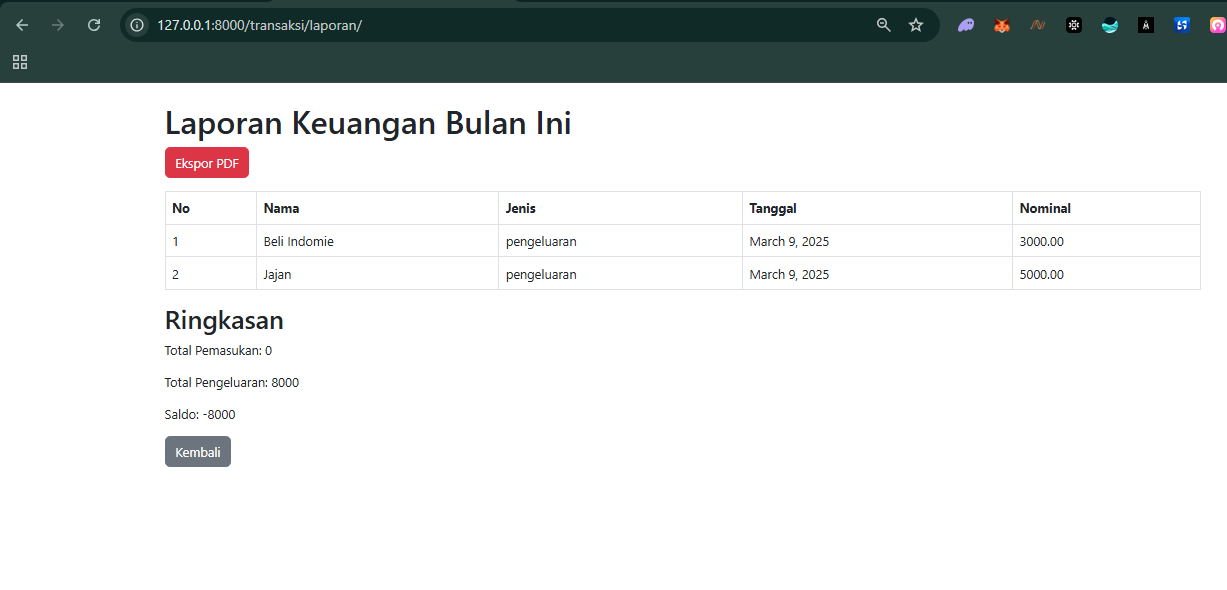 127.0.0.1:8000/transaksi/laporan/
Laporan Keuangan Bulan Ini
Ekspor PDF
No Nama Jenis Tanggal Nominal
1 Beli Indomie pengeluaran March 9, 2025 3000.00
2 Jajan pengeluaran March 9, 2025 5000.00
Ringkasan
Total Pemasukan: 0
Total Pengeluaran: 8000
Saldo: -8000
Kembali